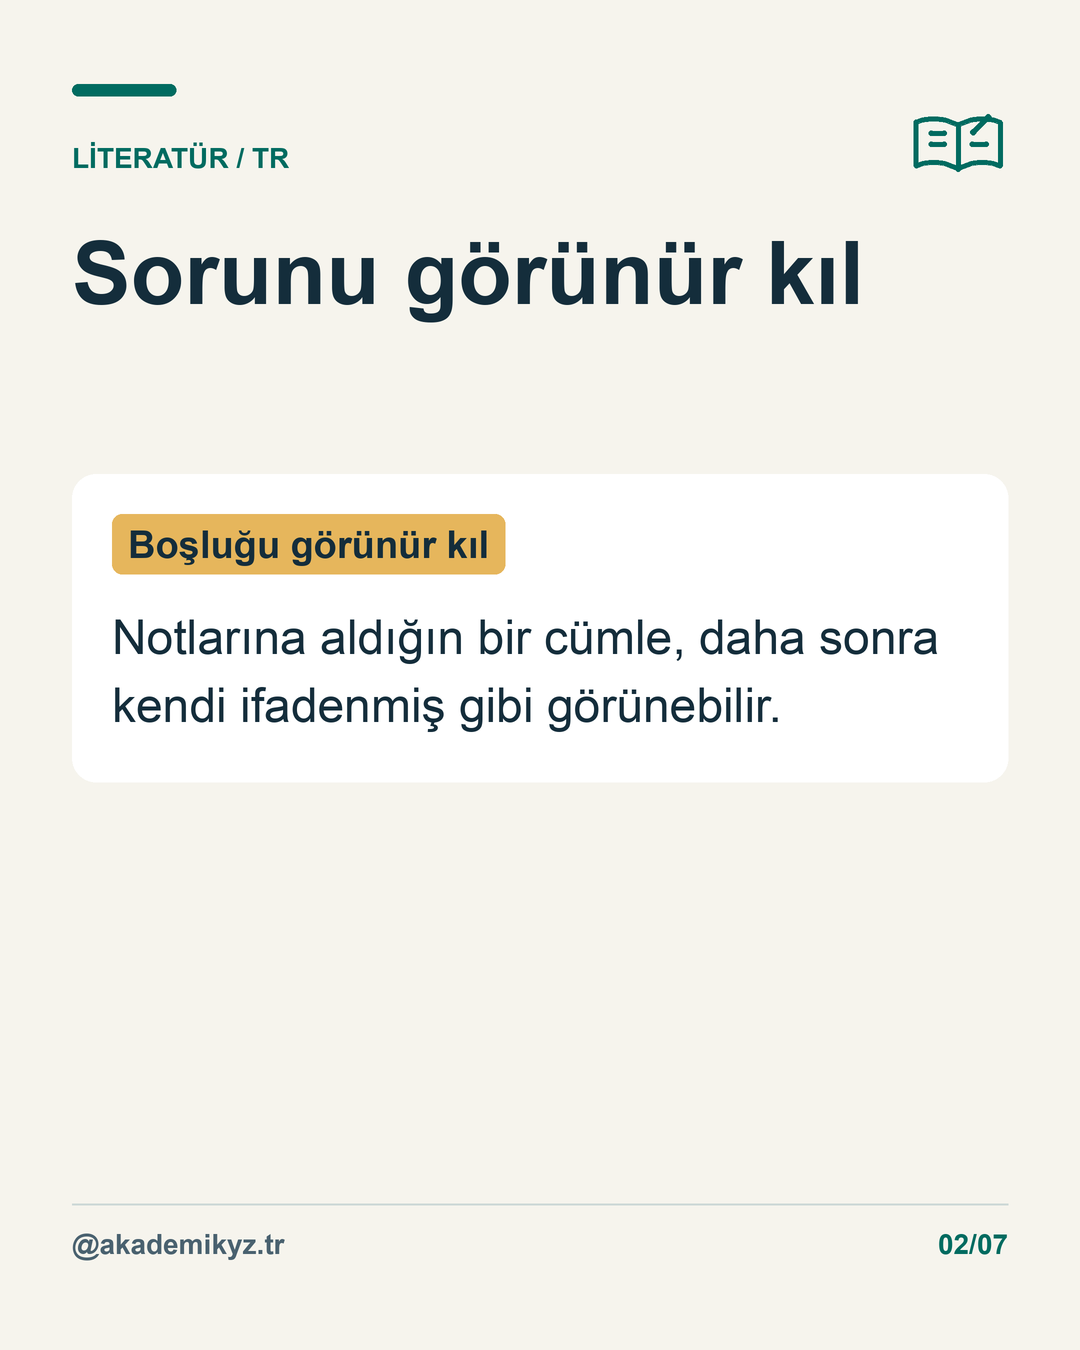 LİTERATÜR / TR
Sorunu görünür kıl
Boşluğu görünür kıl
Notlarına aldığın bir cümle, daha sonra
kendi ifadenmiş gibi görünebilir.
@akademikyz.tr
02/07